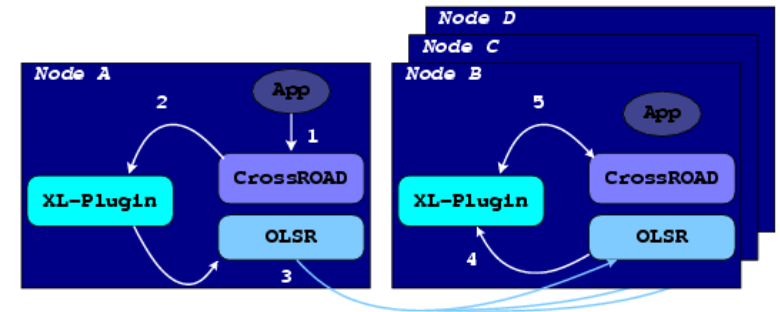 Node D
Node C
Node A
Node B
App
2
1
5
App
CrossROAD
XL-Plugin
CrossROAD
XL-Plugin
OLSR
OLSR
3
4